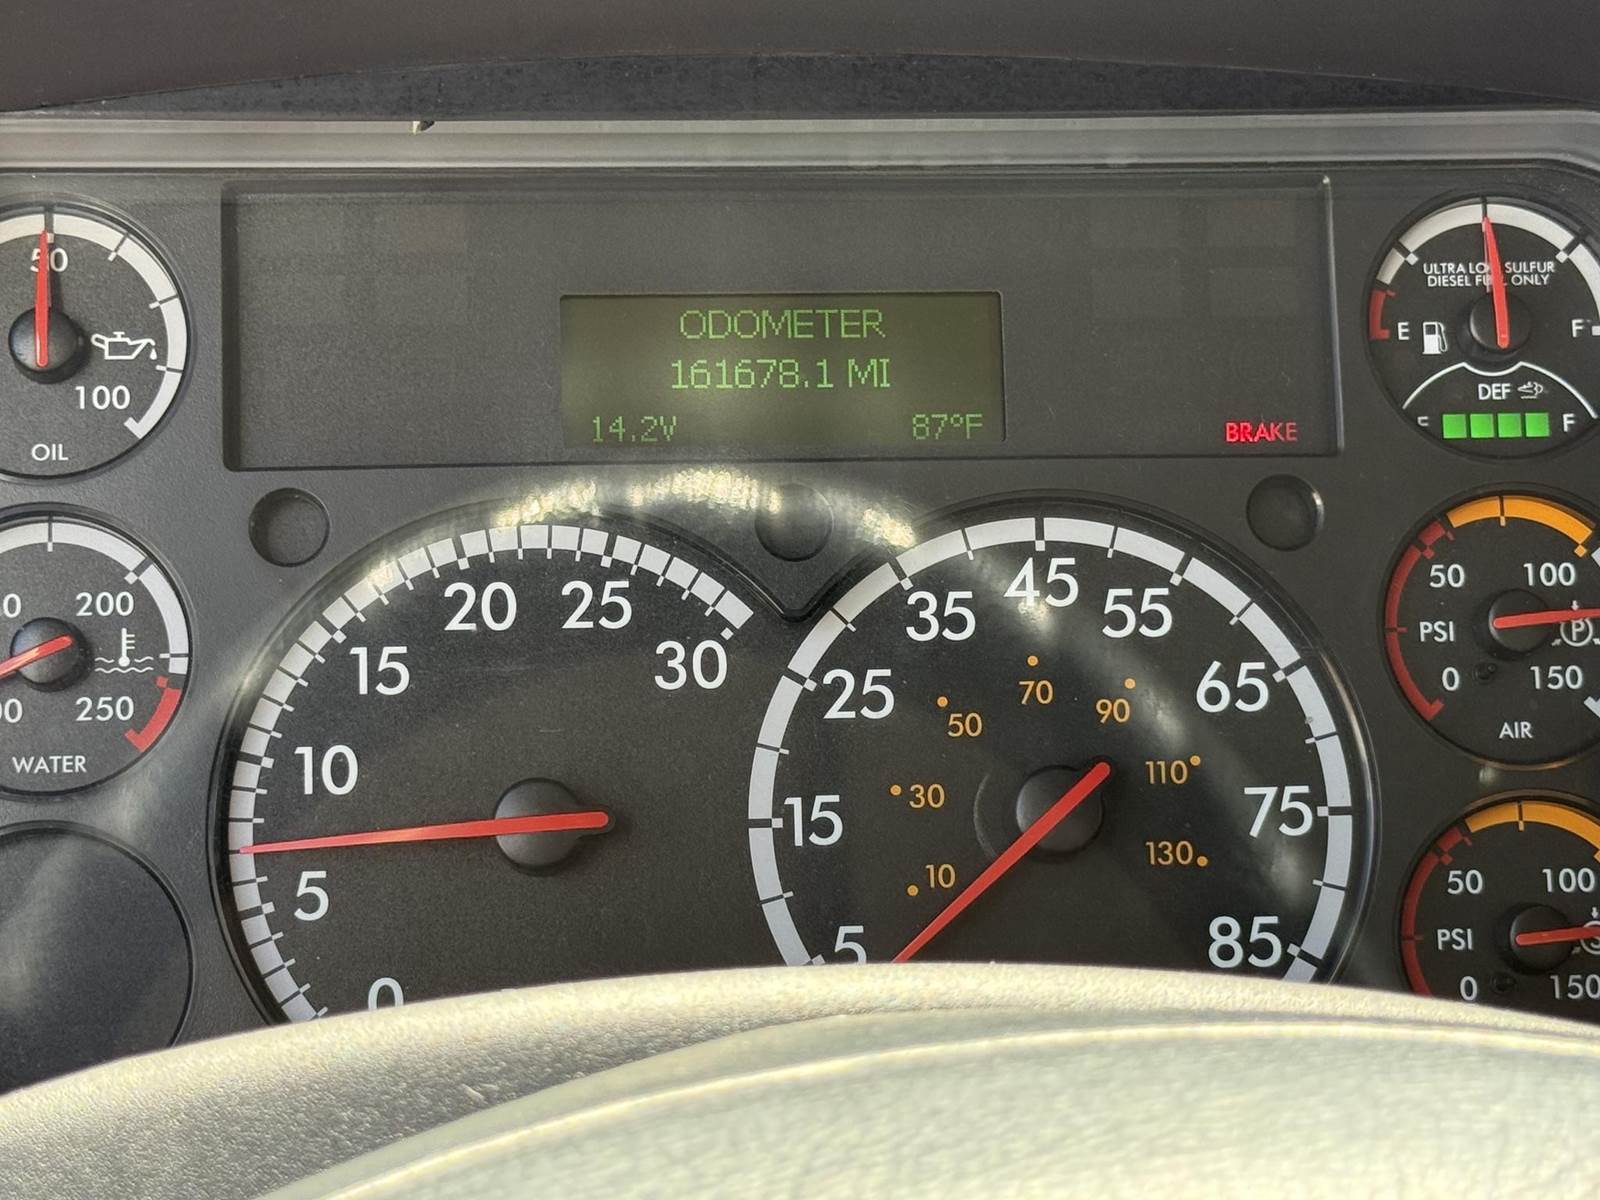 ODOMETER
161678.1 MI
14.2V 87°F
BRAKE
50
100
OIL
200
250
WATER
0
5
10
15
20
25
30
5
15
25
35
45
55
65
75
85
10
30
50
70
90
110
130
ULTRA LOW SULFUR
DIESEL FUEL ONLY
E F
DEF
F
50 100
PSI P
0 150
AIR
50 100
PSI
0 150